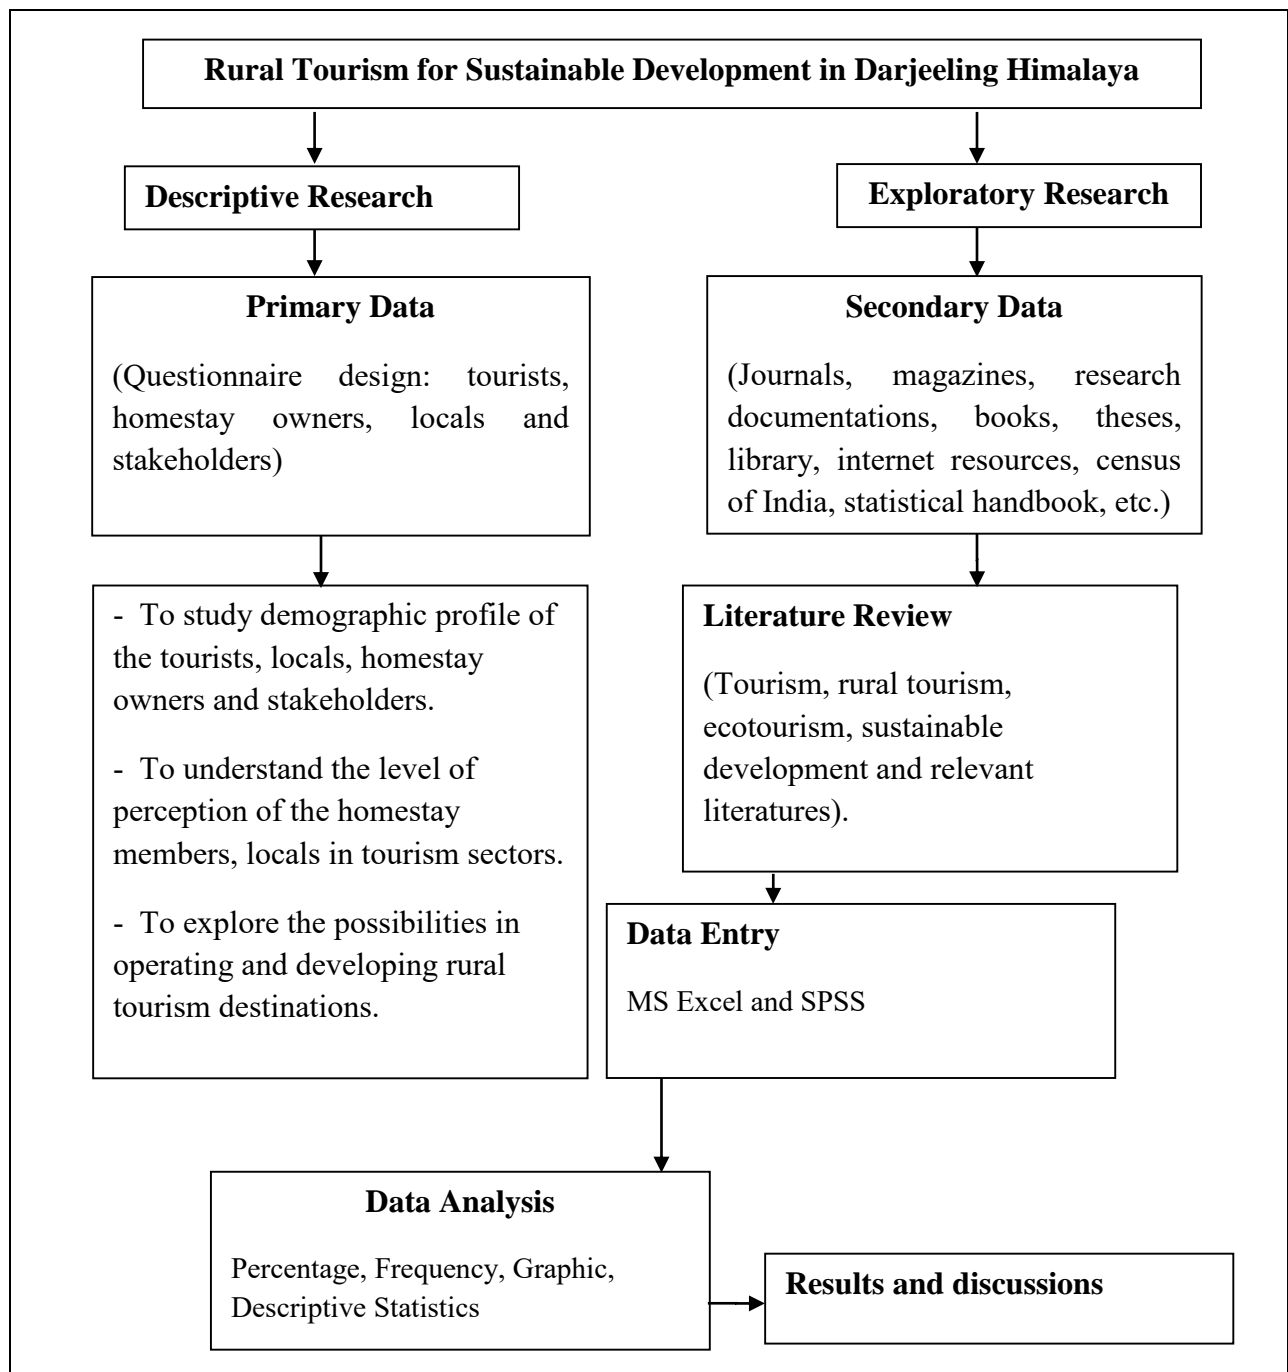 Rural Tourism for Sustainable Development in Darjeeling Himalaya
Descriptive Research
Exploratory Research
Primary Data
(Questionnaire design: tourists,
homestay owners, locals and
stakeholders)
Secondary Data
(Journals, magazines, research
documentations, books, theses,
library, internet resources, census
of India, statistical handbook, etc.)
- To study demographic profile of
the tourists, locals, homestay
owners and stakeholders.
- To understand the level of
perception of the homestay
members, locals in tourism sectors.
- To explore the possibilities in
operating and developing rural
tourism destinations.
Literature Review
(Tourism, rural tourism,
ecotourism, sustainable
development and relevant
literatures).
Data Entry
MS Excel and SPSS
Data Analysis
Percentage, Frequency, Graphic,
Descriptive Statistics
Results and discussions